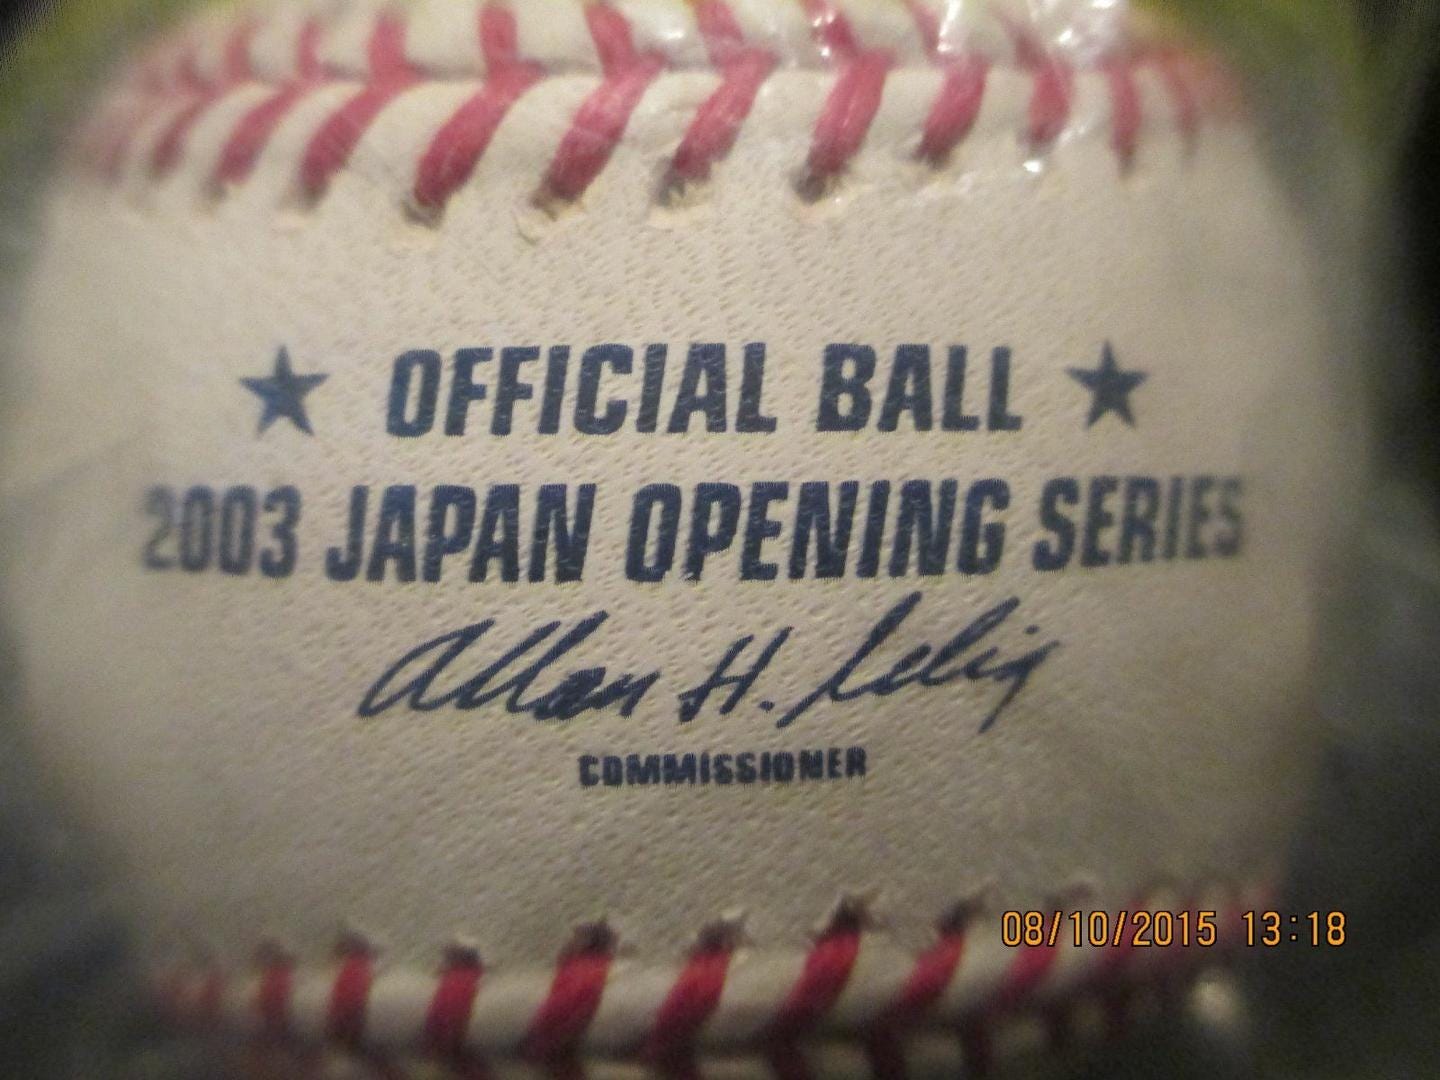 ★ OFFICIAL BALL ★
2003 JAPAN OPENING SERIES
Allan H. Selig
COMMISSIONER
08/10/2015 13:18